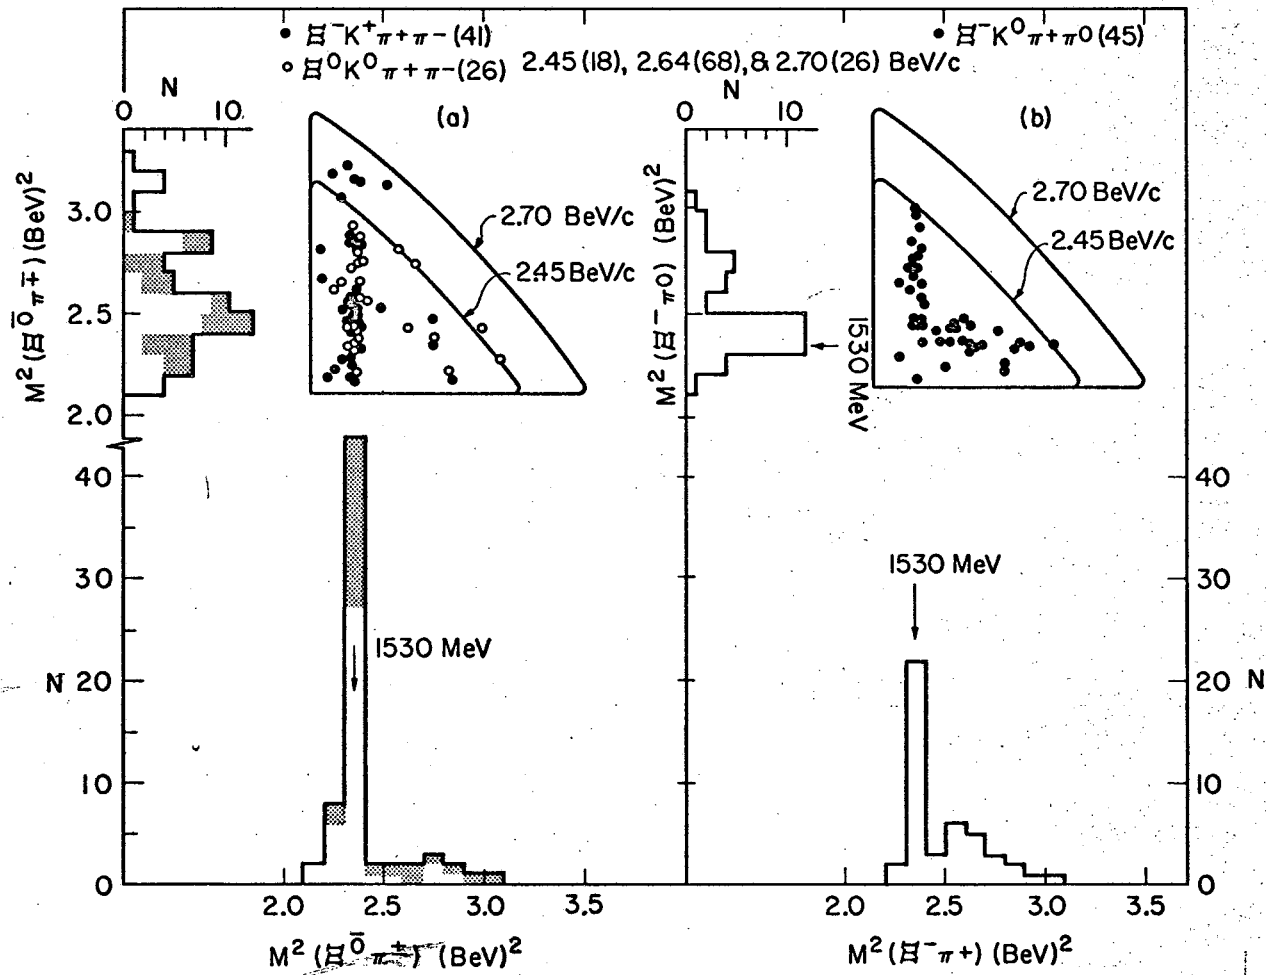 ● Ξ⁻K⁺π+π−(41)
○ Ξ⁰K⁰π+π−(26)
2.45(18), 2.64(68), & 2.70(26) BeV/c
● Ξ⁻K⁰π+π⁰(45)
N
0 10
(a)
2.70 BeV/c
2.45 BeV/c
M² (Ξ⁰̄ π∓) (BeV)²
3.0
2.5
2.0
N
0 10
(b)
2.70 BeV/c
2.45 BeV/c
M² (Ξ⁻π0) (BeV)²
1530 MeV
40
30
N 20
10
0
1530 MeV
2.0 2.5 3.0 3.5
M² (Ξ⁰̄ π±) (BeV)²
1530 MeV
40
30
20 N
10
0
2.0 2.5 3.0 3.5
M² (Ξ⁻π+) (BeV)²